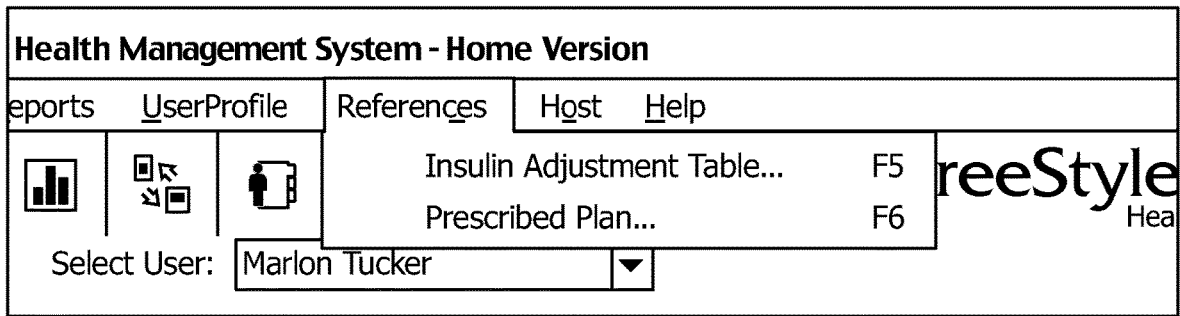 Health Management System - Home Version
eports UserProfile References Host Help
Insulin Adjustment Table... F5
Prescribed Plan... F6
reeStyle
Hea
Select User: Marlon Tucker